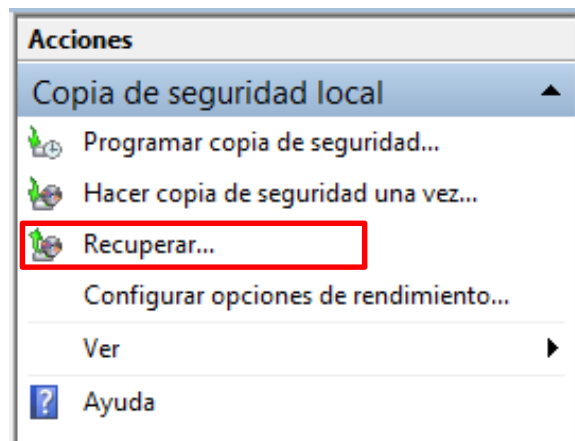 Acciones
Copia de seguridad local
Programar copia de seguridad...
Hacer copia de seguridad una vez...
Recuperar...
Configurar opciones de rendimiento...
Ver
Ayuda